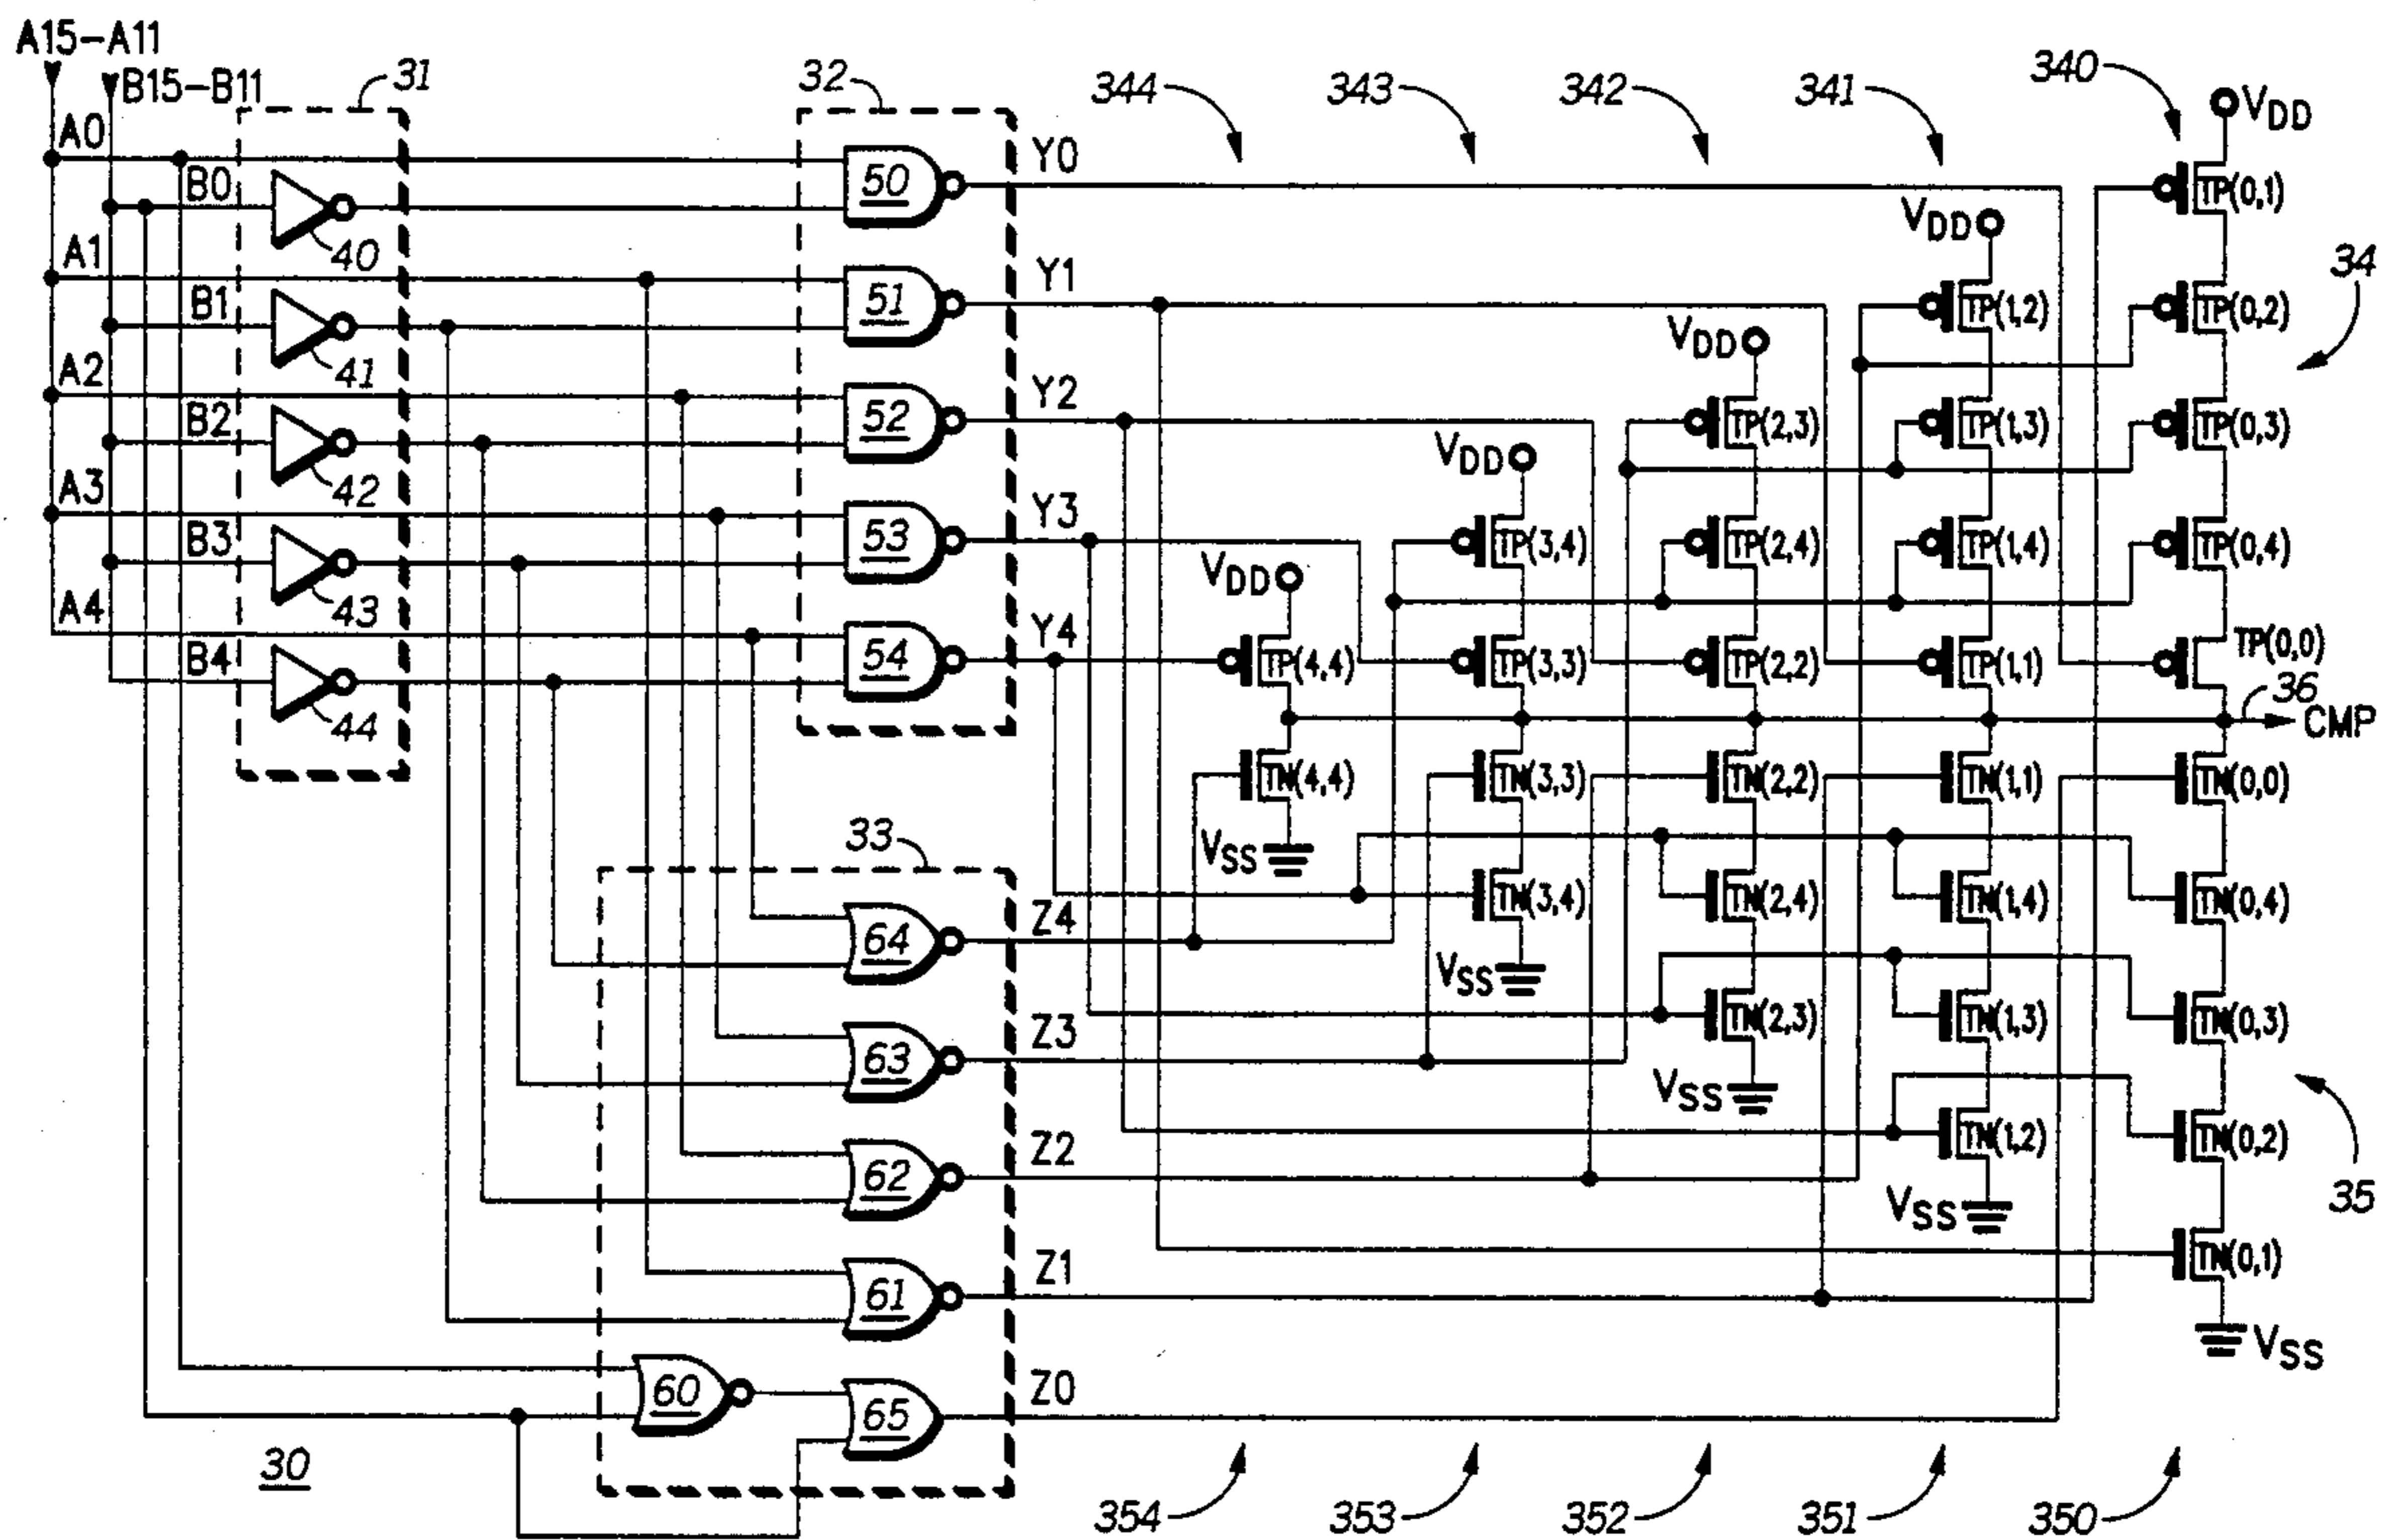 A15-A11
B15-B11
31
32
344
343
342
341
340
VDD
A0
B0
40
50
Y0
TP(0,1)
VDD
34
A1
B1
41
51
Y1
TP(1,2)
TP(0,2)
VDD
A2
B2
42
52
Y2
TP(2,3)
TP(1,3)
TP(0,3)
VDD
A3
B3
43
53
Y3
TP(3,4)
TP(2,4)
TP(1,4)
TP(0,4)
VDD
A4
B4
44
54
Y4
TP(4,4)
TP(3,3)
TP(2,2)
TP(1,1)
TP(0,0)
36
CMP
TN(4,4)
TN(3,3)
TN(2,2)
TN(1,1)
TN(0,0)
VSS
33
64
Z4
TN(3,4)
TN(2,4)
TN(1,4)
TN(0,4)
VSS
63
Z3
TN(2,3)
TN(1,3)
TN(0,3)
VSS
62
Z2
TN(1,2)
TN(0,2)
35
VSS
61
Z1
TN(0,1)
VSS
60
65
Z0
30
354
353
352
351
350